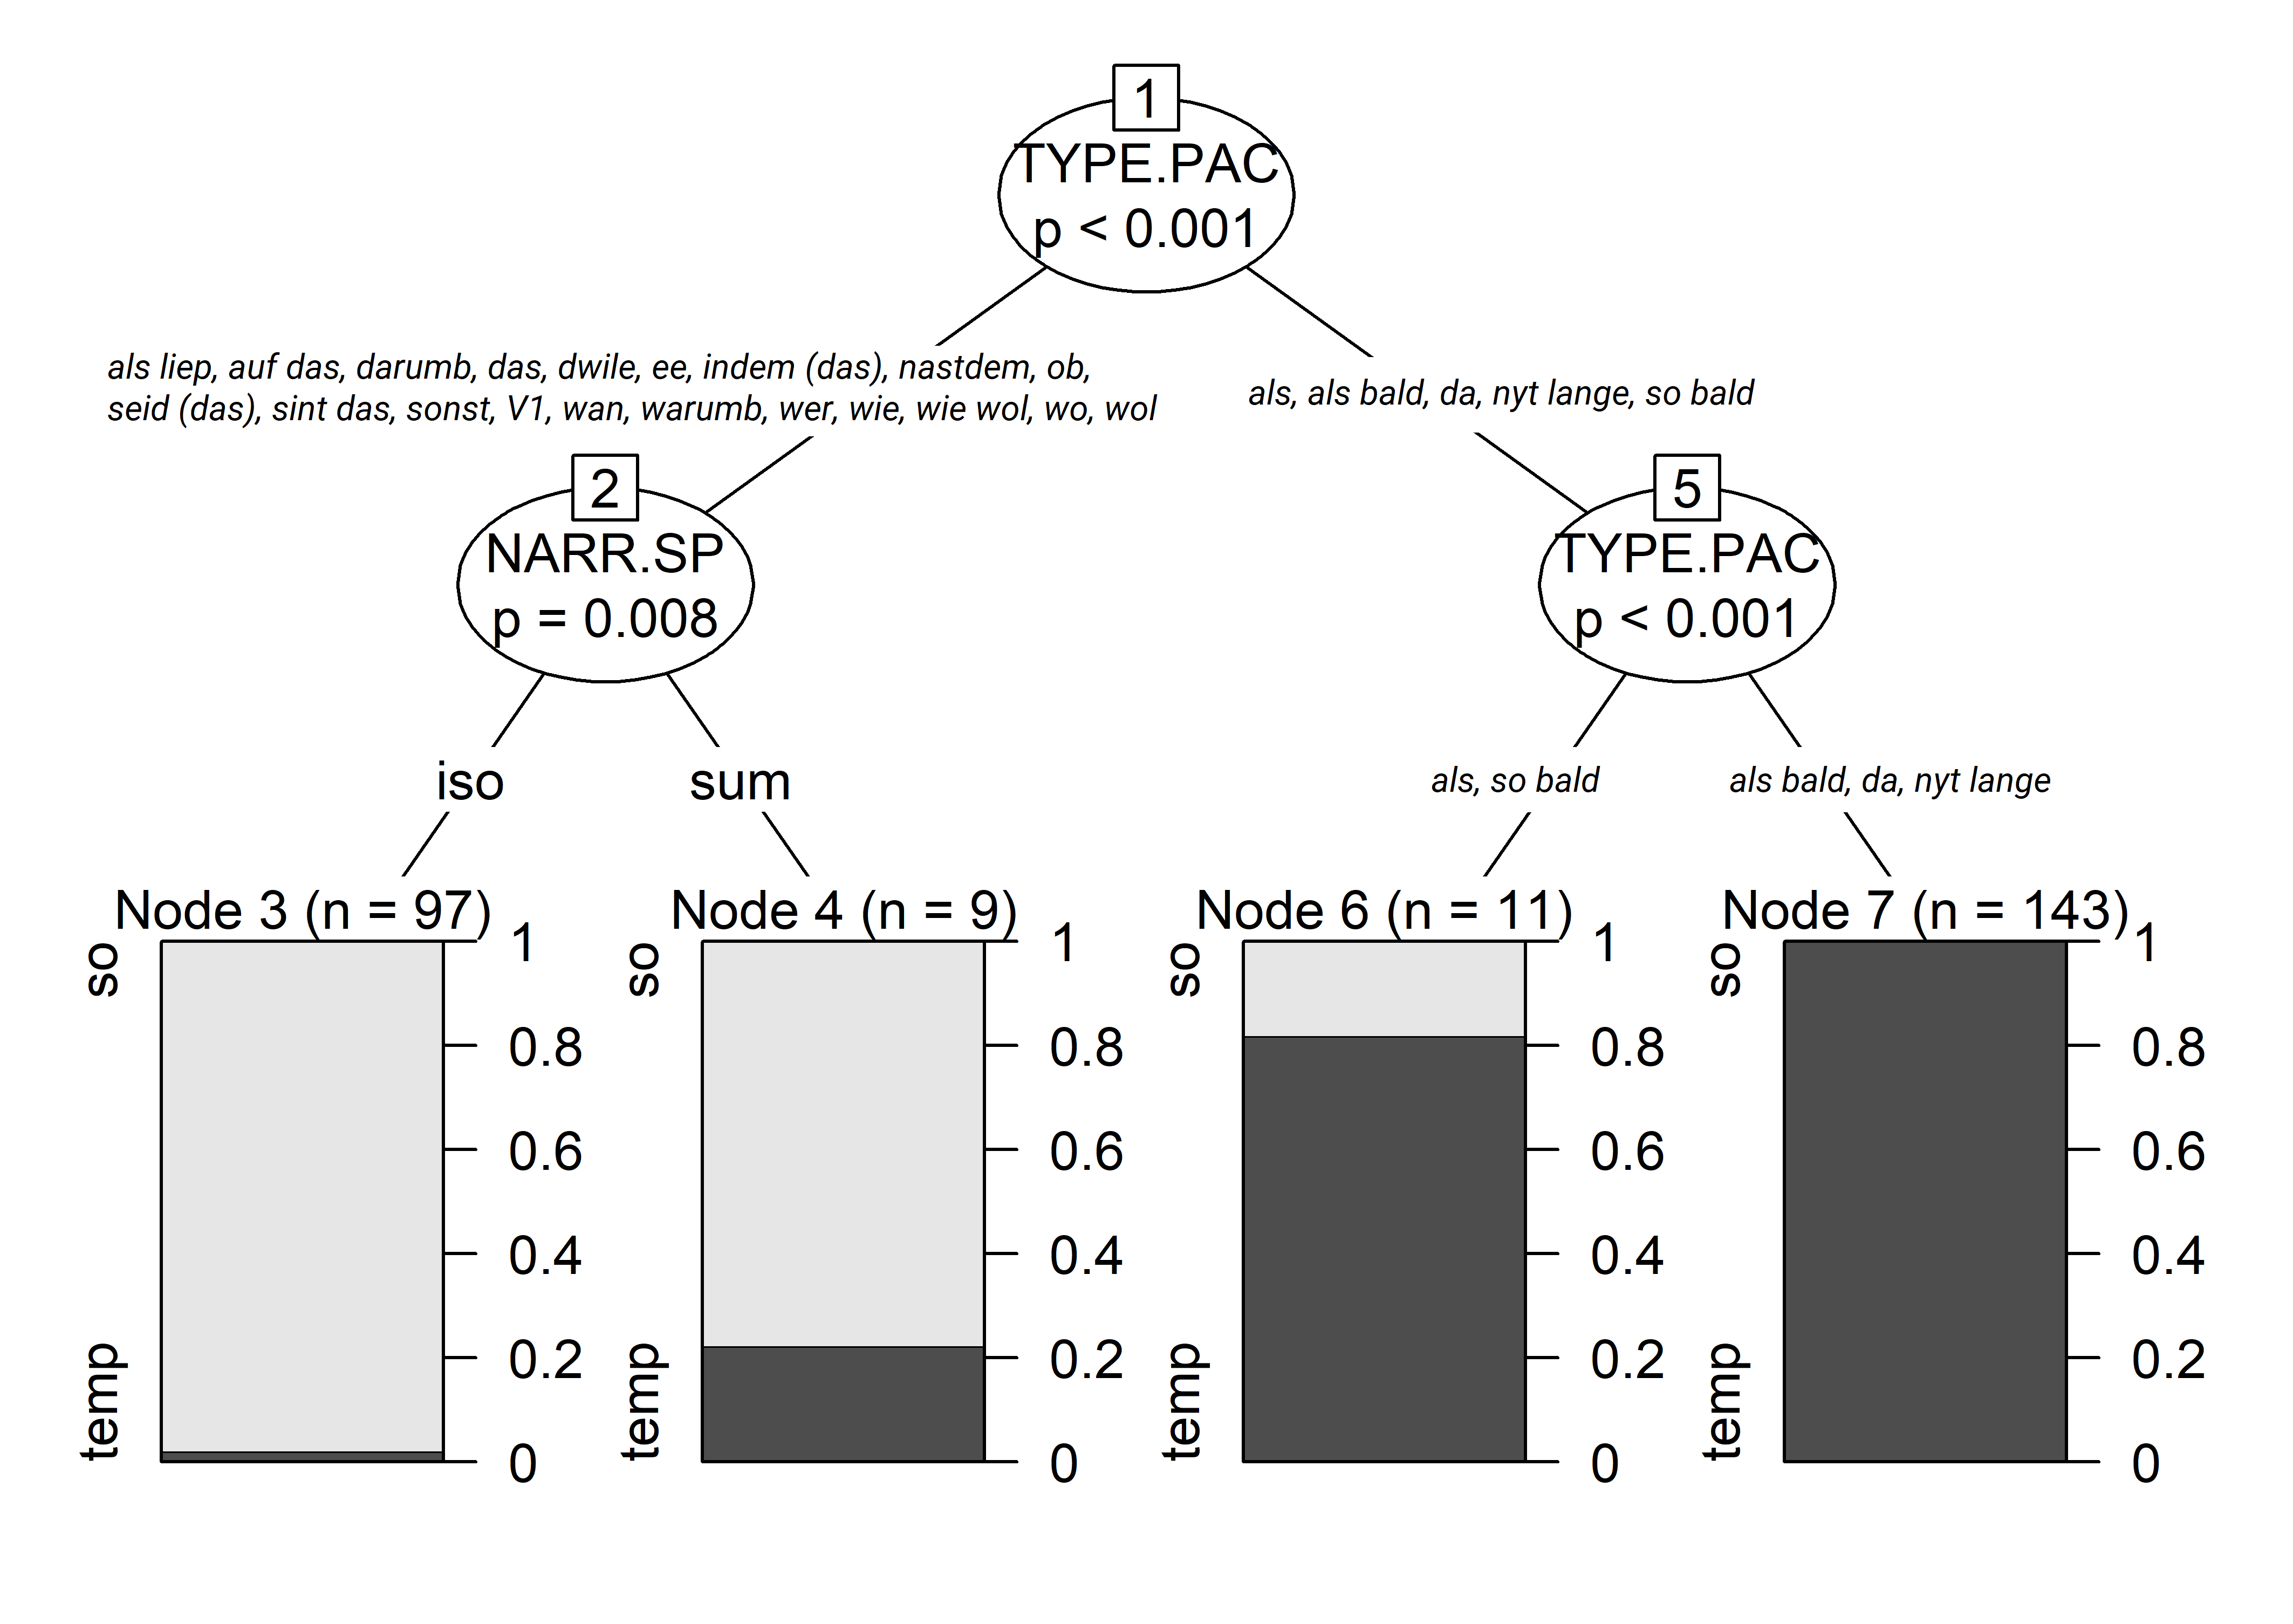 1
TYPE.PAC
p < 0.001
als liep, auf das, darumb, das, dwile, ee, indem (das), nastdem, ob,
seid (das), sint das, sonst, V1, wan, warumb, wer, wie, wie wol, wo, wol
als, als bald, da, nyt lange, so bald
2
NARR.SP
p = 0.008
5
TYPE.PAC
p < 0.001
iso
sum
als, so bald
als bald, da, nyt lange
Node 3 (n = 97)
so
temp
1
0.8
0.6
0.4
0.2
0
Node 4 (n = 9)
so
temp
1
0.8
0.6
0.4
0.2
0
Node 6 (n = 11)
so
temp
1
0.8
0.6
0.4
0.2
0
Node 7 (n = 143)
so
temp
1
0.8
0.6
0.4
0.2
0